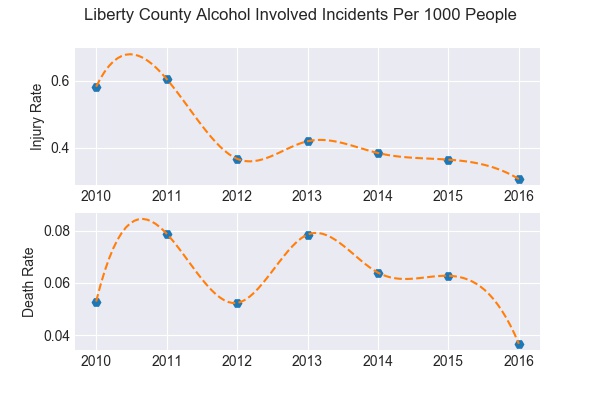 Liberty County Alcohol Involved Incidents Per 1000 People
Injury Rate
0.6
0.4
2010 2011 2012 2013 2014 2015 2016
Death Rate
0.08
0.06
0.04
2010 2011 2012 2013 2014 2015 2016